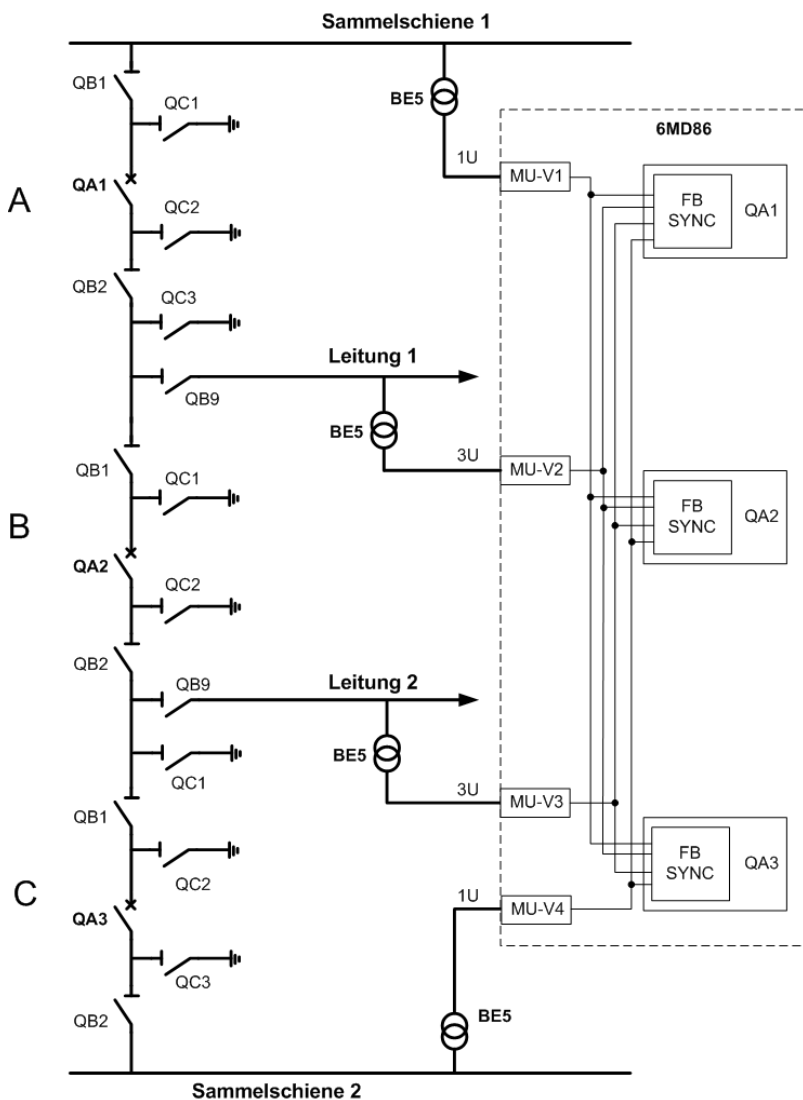 Sammelschiene 1
QB1
QC1
BE5
6MD86
1U
MU-V1
A
QA1
QC2
FB
SYNC
QA1
QB2
QC3
Leitung 1
QB9
BE5
3U
MU-V2
QB1
QC1
FB
SYNC
QA2
B
QA2
QC2
QB2
QB9
Leitung 2
BE5
QC1
3U
MU-V3
QB1
QC2
FB
SYNC
QA3
C
1U
MU-V4
QA3
QC3
QB2
BE5
Sammelschiene 2